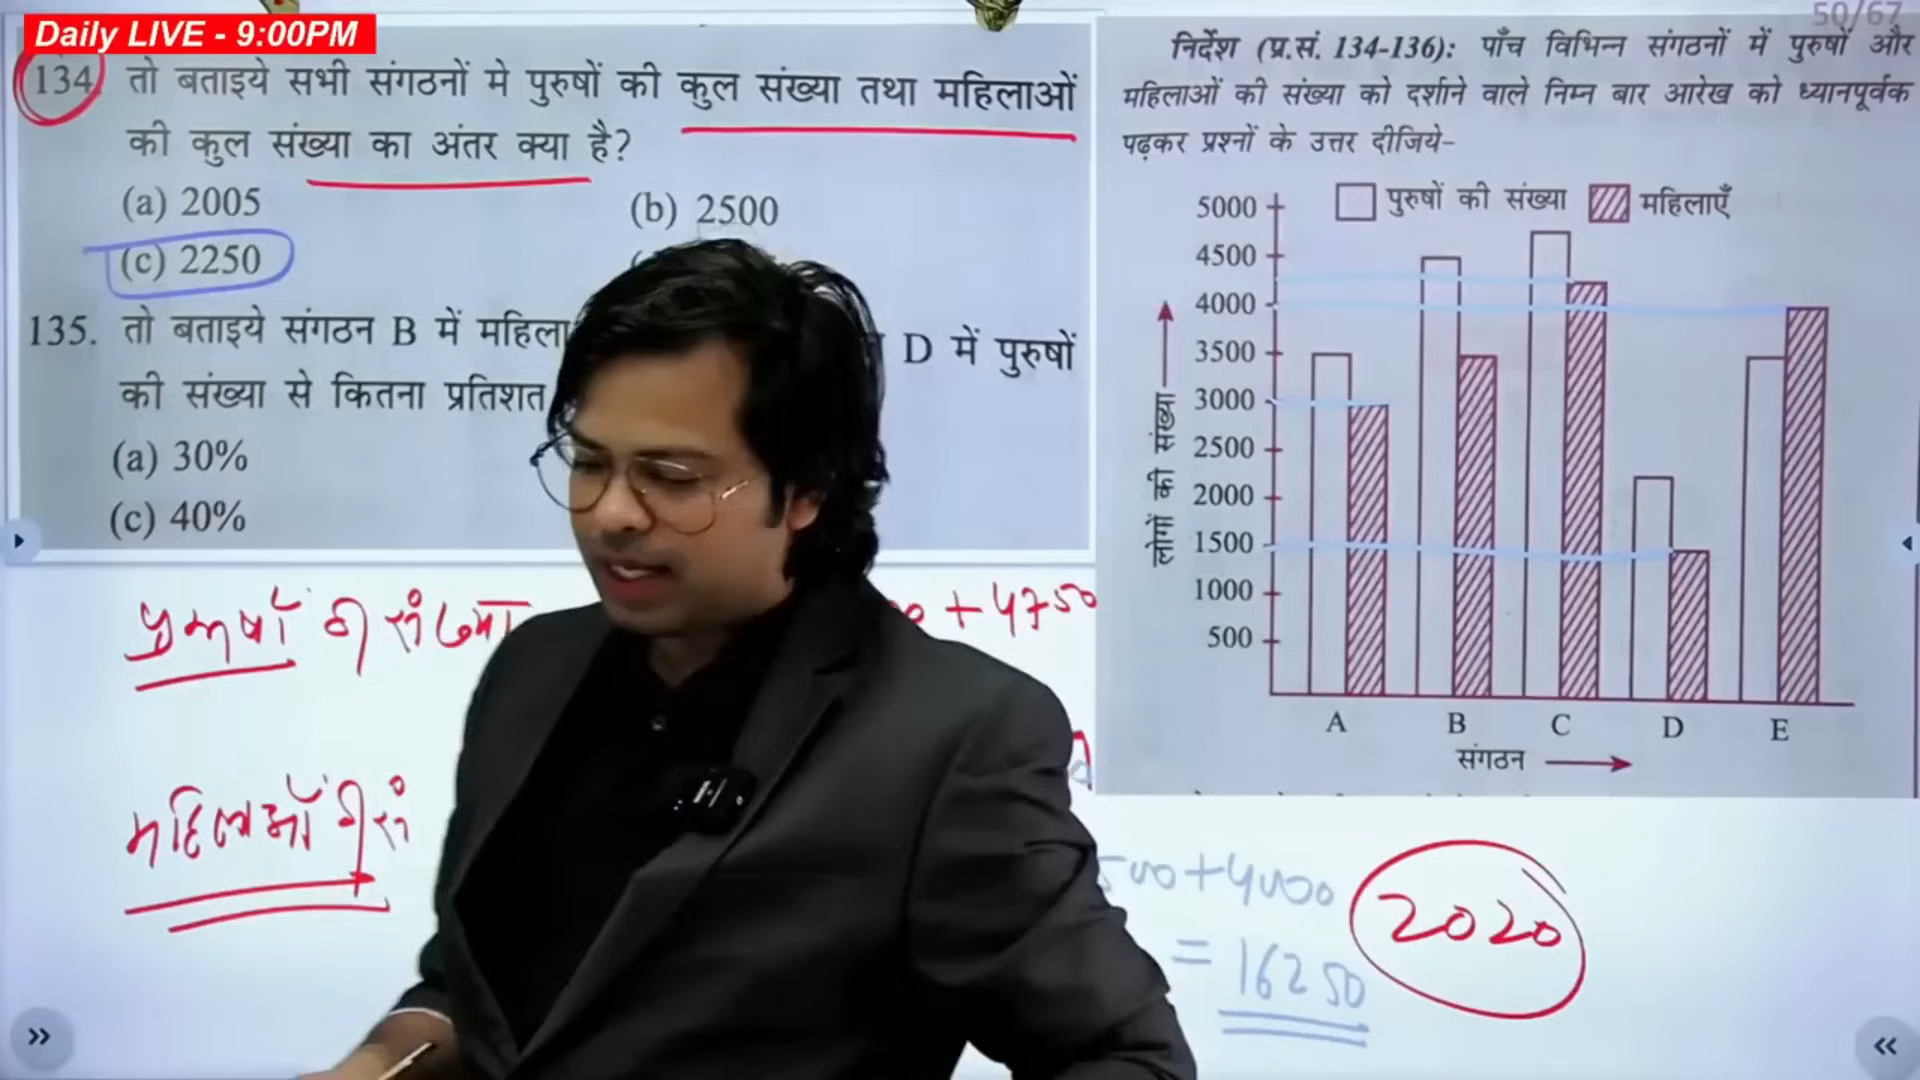 Daily LIVE - 9:00PM
50/67
134. तो बताइये सभी संगठनों मे पुरुषों की कुल संख्या तथा महिलाओं
की कुल संख्या का अंतर क्या है?
(a) 2005
(b) 2500
(c) 2250
135. तो बताइये संगठन B में महिला
D में पुरुषों
की संख्या से कितना प्रतिशत
(a) 30%
(c) 40%
निर्देश (प्र.सं. 134-136): पाँच विभिन्न संगठनों में पुरुषों और
महिलाओं की संख्या को दर्शाने वाले निम्न बार आरेख को ध्यानपूर्वक
पढ़कर प्रश्नों के उत्तर दीजिये-
पुरुषों की संख्या
महिलाएँ
5000
4500
4000
3500
3000
2500
2000
1500
1000
500
लोगों की संख्या
A B C D E
संगठन
पुरुषों की संख्या
+ 4750
महिलाओं की सं
500+4000
= 16250
2020